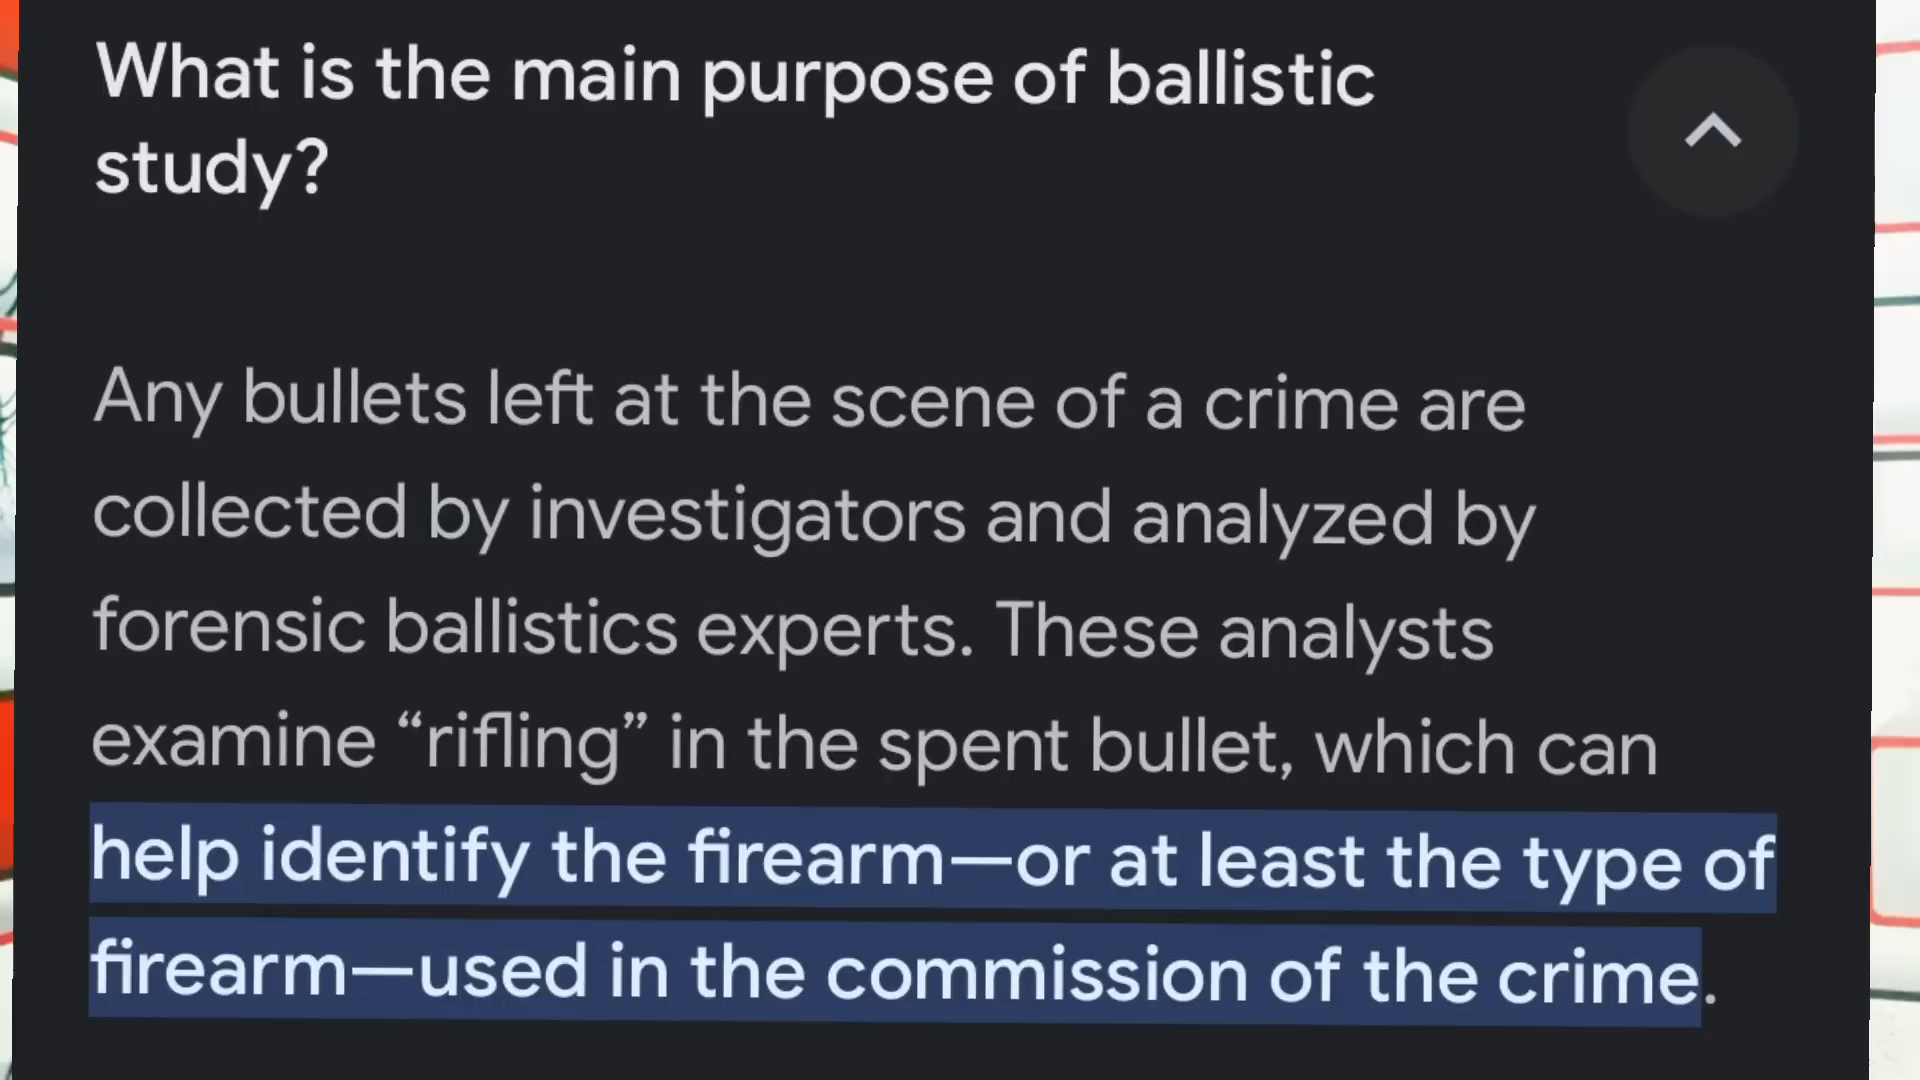 What is the main purpose of ballistic
study?
Any bullets left at the scene of a crime are
collected by investigators and analyzed by
forensic ballistics experts. These analysts
examine “rifling” in the spent bullet, which can
help identify the firearm—or at least the type of
firearm—used in the commission of the crime.